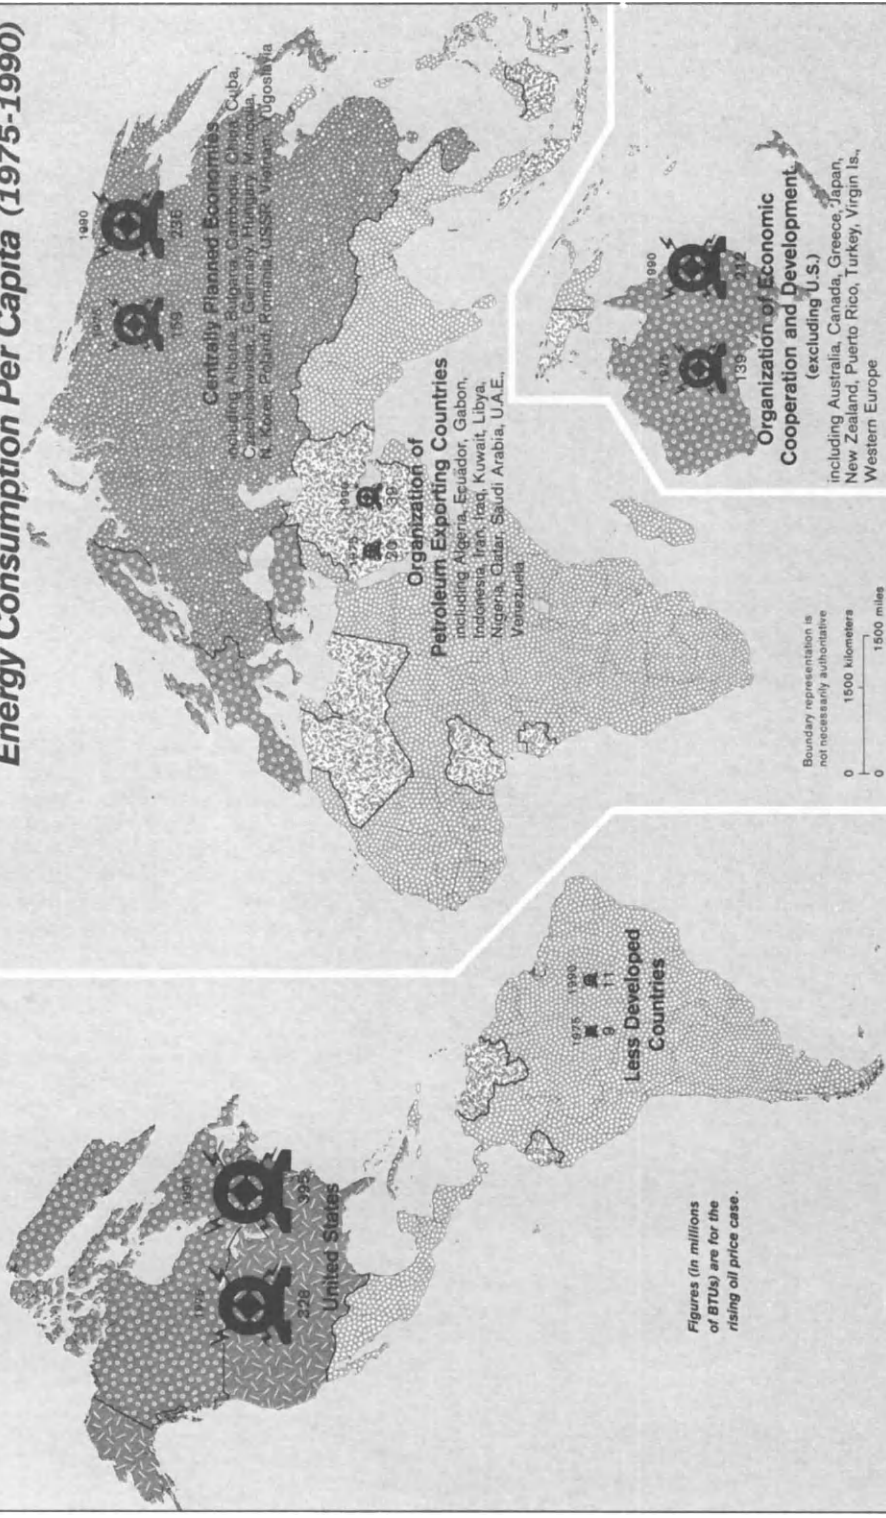 Energy Consumption Per Capita (1975-1990)
1990
236
Centrally Planned Economies
including Albania, Bulgaria, Cambodia, China, Cuba,
Czechoslovakia, E. Germany, Hungary, Mongolia,
N. Korea, Poland, Romania, USSR, Vietnam, Yugoslavia
1975 1990
39
Organization of
Petroleum Exporting Countries
including Algeria, Ecuador, Gabon,
Indonesia, Iran, Iraq, Kuwait, Libya,
Nigeria, Qatar, Saudi Arabia, U.A.E.,
Venezuela
1975 1990
139 212
Organization of Economic
Cooperation and Development
(excluding U.S.)
including Australia, Canada, Greece, Japan,
New Zealand, Puerto Rico, Turkey, Virgin Is.,
Western Europe
United States
1975 1990
9 11
Less Developed
Countries
Figures (in millions
of BTUs) are for the
rising oil price case.
Boundary representation is
not necessarily authoritative
0 1500 kilometers
0 1500 miles